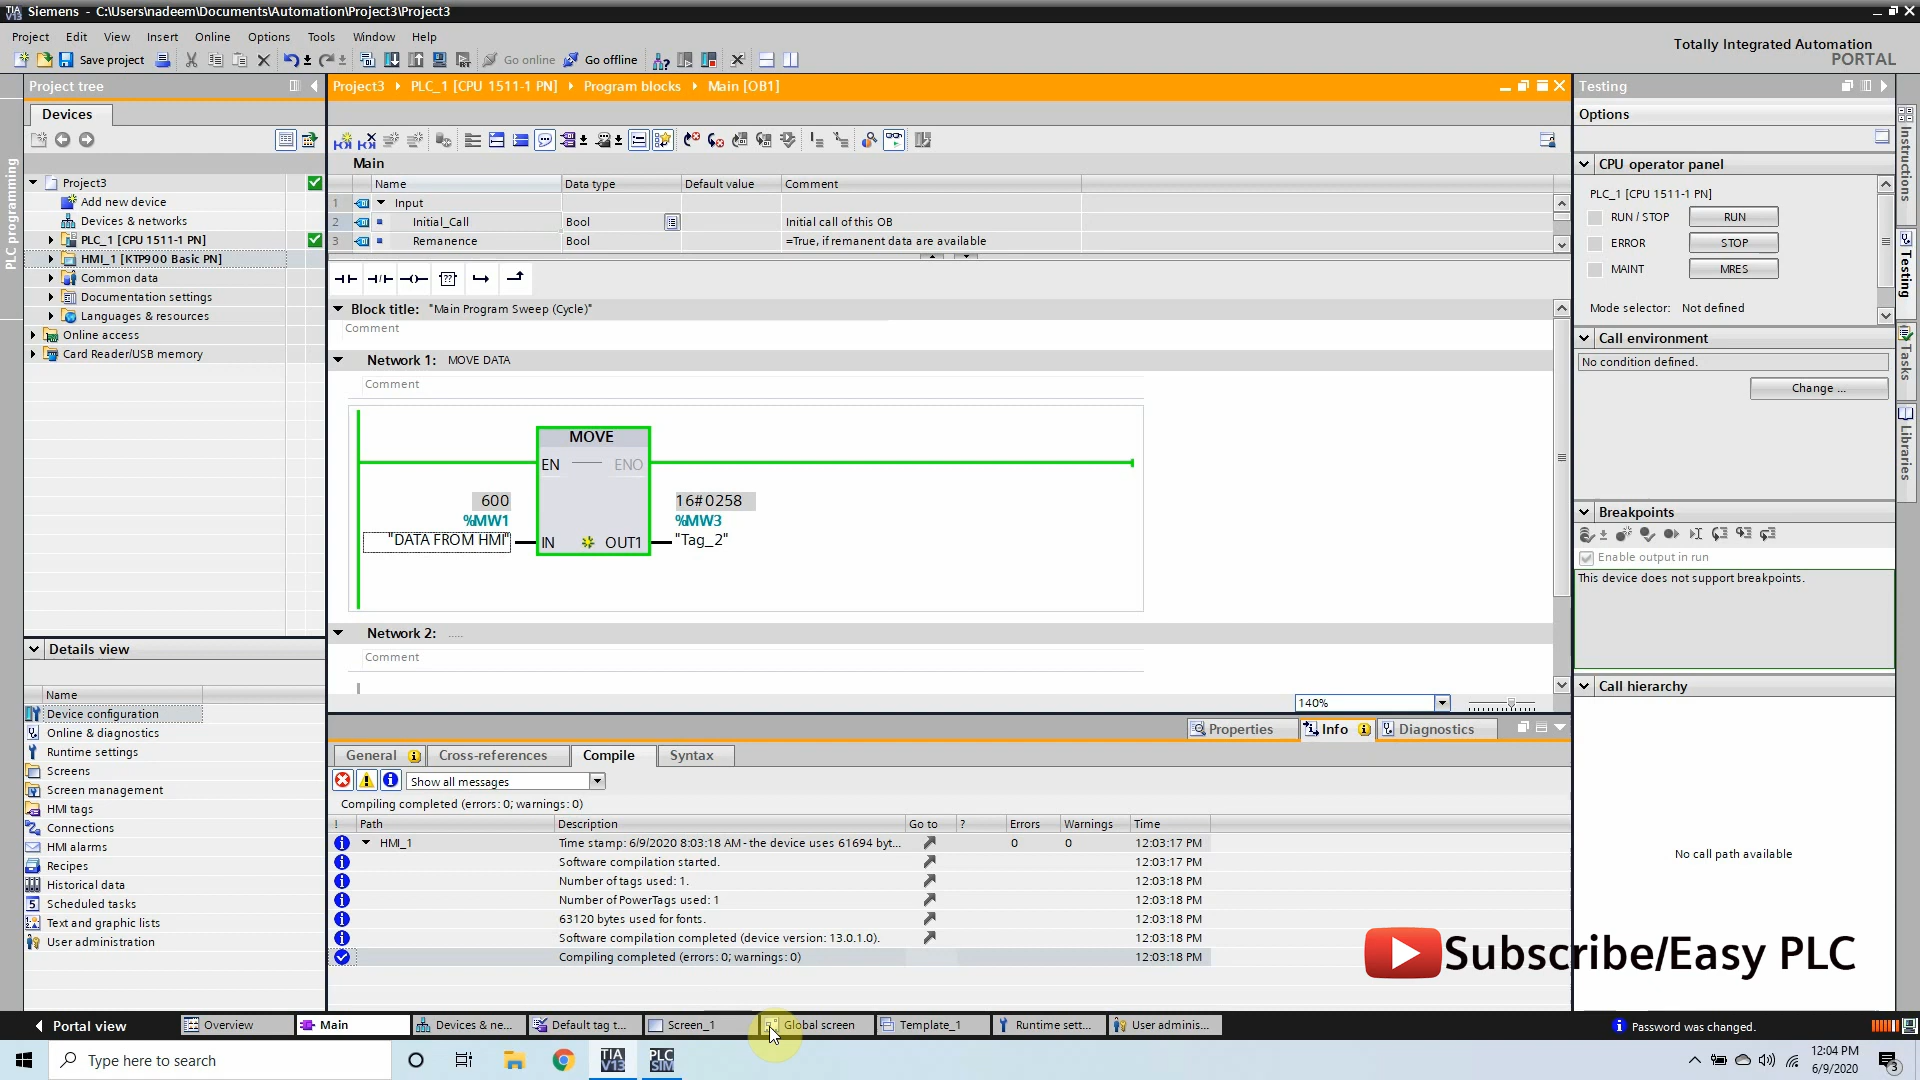 Siemens - C:\Users\nadeem\Documents\Automation\Project3\Project3
Project Edit View Insert Online Options Tools Window Help
Totally Integrated Automation
PORTAL
Save project Go online Go offline
Project tree
Project3 PLC_1 [CPU 1511-1 PN] Program blocks Main [OB1]
Testing
Devices
Options
Main
CPU operator panel
Name Data type Default value Comment
1 Input
2 Initial_Call Bool Initial call of this OB
3 Remanence Bool =True, if remanent data are available
PLC_1 [CPU 1511-1 PN]
RUN / STOP RUN
ERROR STOP
MAINT MRES
Mode selector: Not defined
Call environment
No condition defined.
Change ...
Breakpoints
Enable output in run
This device does not support breakpoints.
Call hierarchy
No call path available
Instructions
Testing
Tasks
Libraries
PLC programming
Project3
Add new device
Devices & networks
PLC_1 [CPU 1511-1 PN]
HMI_1 [KTP900 Basic PN]
Common data
Documentation settings
Languages & resources
Online access
Card Reader/USB memory
??
Block title: "Main Program Sweep (Cycle)"
Comment
Network 1: MOVE DATA
Comment
MOVE
EN ENO
600 16#0258
%MW1 %MW3
"DATA FROM HMI" IN OUT1 "Tag_2"
Network 2: .....
Comment
140%
Details view
Name
Device configuration
Online & diagnostics
Runtime settings
Screens
Screen management
HMI tags
Connections
HMI alarms
Recipes
Historical data
Scheduled tasks
Text and graphic lists
User administration
Properties Info Diagnostics
General Cross-references Compile Syntax
Show all messages
Compiling completed (errors: 0; warnings: 0)
! Path Description Go to ? Errors Warnings Time
HMI_1 Time stamp: 6/9/2020 8:03:18 AM - the device uses 61694 byt... 0 0 12:03:17 PM
Software compilation started. 12:03:17 PM
Number of tags used: 1. 12:03:18 PM
Number of PowerTags used: 1 12:03:18 PM
63120 bytes used for fonts. 12:03:18 PM
Software compilation completed (device version: 13.0.1.0). 12:03:18 PM
Compiling completed (errors: 0; warnings: 0) 12:03:18 PM
Subscribe/Easy PLC
Portal view Overview Main Devices & ne... Default tag t... Screen_1 Global screen Template_1 Runtime sett... User adminis... Password was changed.
Type here to search
TIA V13
PLC SIM
12:04 PM
6/9/2020
3